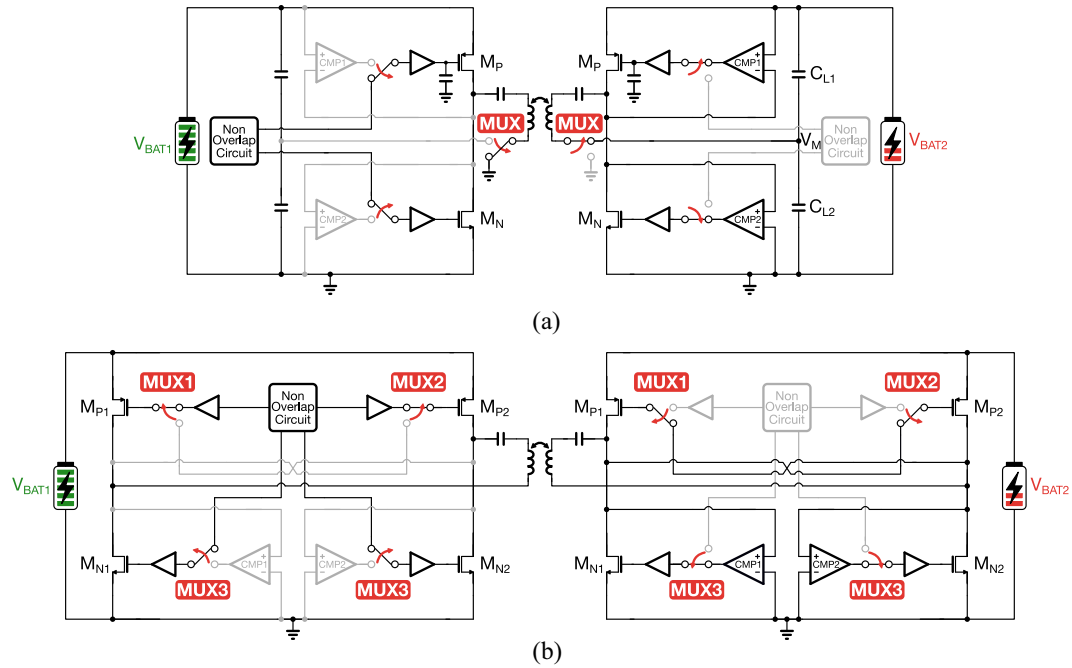 CMP1
M_P
M_P
CMP1
C_L1
MUX
MUX
V_BAT1
Non Overlap Circuit
V_M
Non Overlap Circuit
V_BAT2
CMP2
M_N
M_N
CMP2
C_L2
(a)
MUX1
MUX2
MUX1
MUX2
M_P1
Non Overlap Circuit
M_P2
M_P1
Non Overlap Circuit
M_P2
V_BAT1
V_BAT2
M_N1
CMP1
CMP2
M_N2
M_N1
CMP1
CMP2
M_N2
MUX3
MUX3
MUX3
MUX3
(b)